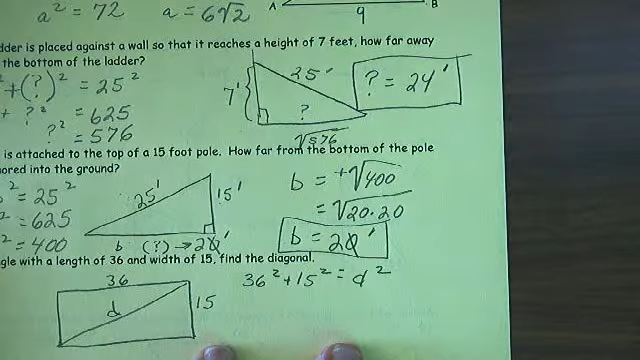 a² = 72 a = 6√2 A 9 B
dder is placed against a wall so that it reaches a height of 7 feet, how far away
the bottom of the ladder?
² + (?)² = 25²
+ ?² = 625
?² = 576
7' 25' ? √576
? = 24'
is attached to the top of a 15 foot pole. How far from the bottom of the pole
ored into the ground?
² = 25²
² = 625
² = 400
25' 15'
b (?) → 20'
b = +√400
= √20·20
b = 20'
gle with a length of 36 and width of 15, find the diagonal.
36 d 15
36² + 15² = d²